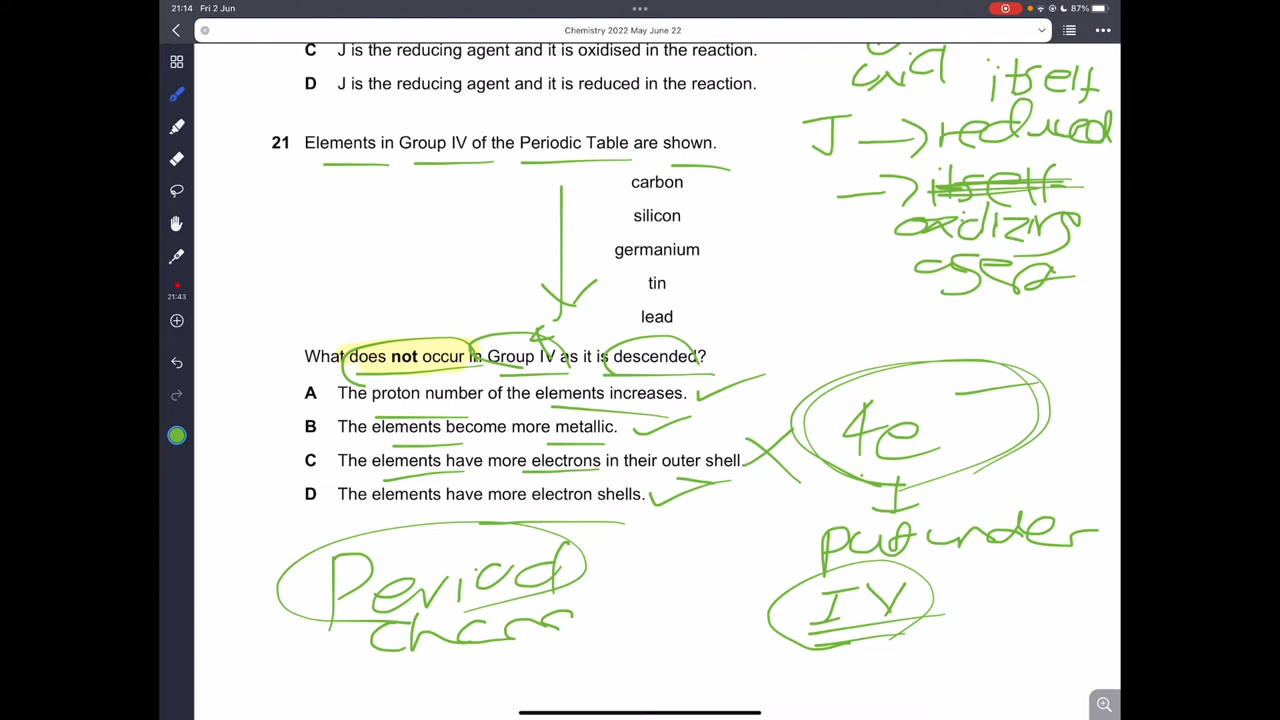 21:14 Fri 2 Jun
87%
Chemistry 2022 May June 22
C J is the reducing agent and it is oxidised in the reaction.
D J is the reducing agent and it is reduced in the reaction.
itself
J → reduced
→ itself
oxidizing
21 Elements in Group IV of the Periodic Table are shown.
carbon
silicon
germanium
tin
lead
What does not occur in Group IV as it is descended?
A The proton number of the elements increases.
B The elements become more metallic.
C The elements have more electrons in their outer shell.
D The elements have more electron shells.
4e
put under
IV
Period
21:43